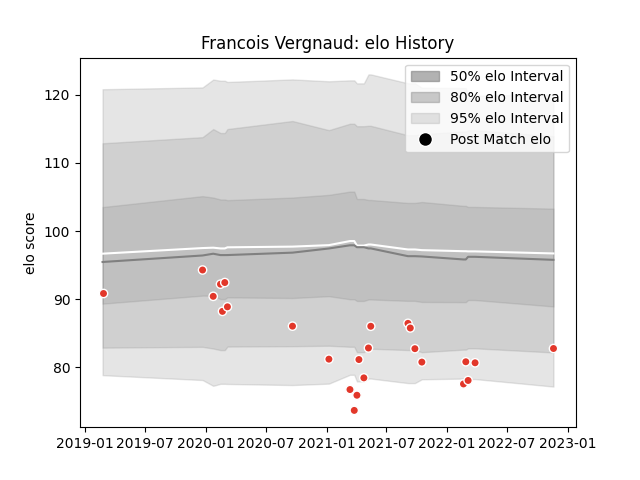 Francois Vergnaud: elo History
50% elo Interval
80% elo Interval
95% elo Interval
Post Match elo
elo score
120
110
100
90
80
2019-01 2019-07 2020-01 2020-07 2021-01 2021-07 2022-01 2022-07 2023-01